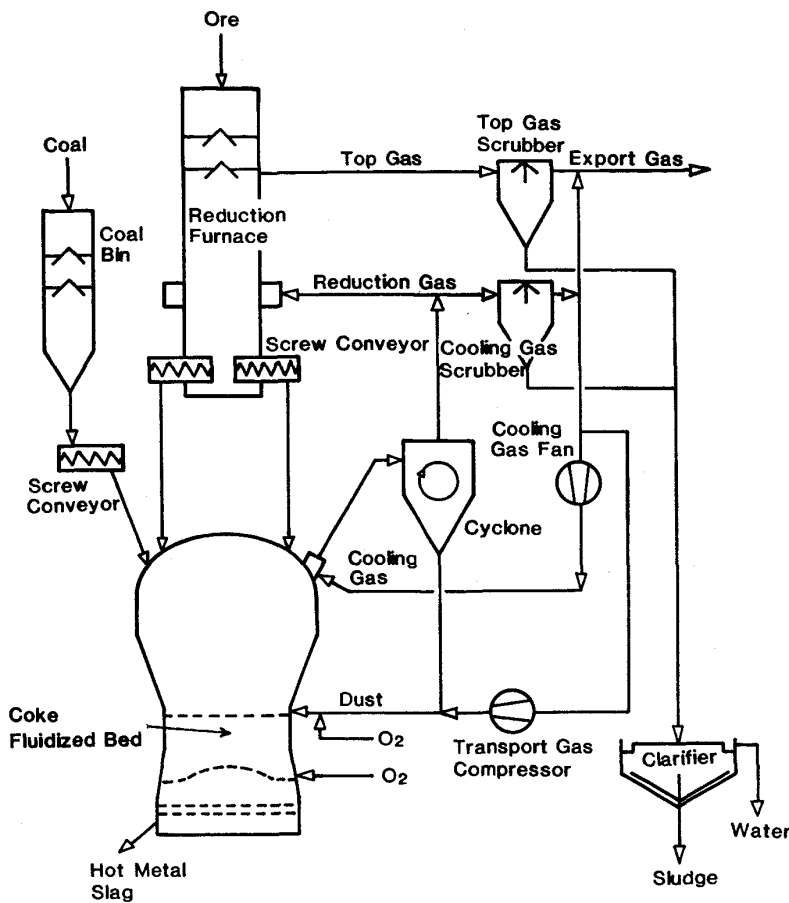 Ore
Coal
Coal
Bin
Reduction
Furnace
Top Gas
Top Gas
Scrubber
Export Gas
Reduction Gas
Screw Conveyor
Cooling Gas
Scrubber
Screw
Conveyor
Cooling
Gas Fan
Cyclone
Cooling
Gas
Dust
Coke
Fluidized Bed
O2
Transport Gas
Compressor
O2
Clarifier
Water
Hot Metal
Slag
Sludge